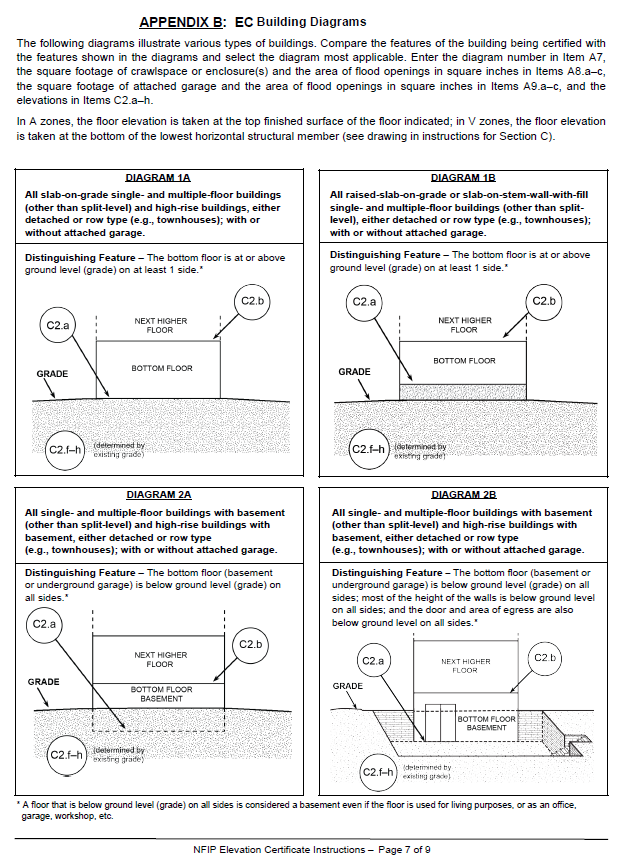 APPENDIX B: EC Building Diagrams
The following diagrams illustrate various types of buildings. Compare the features of the building being certified with
the features shown in the diagrams and select the diagram most applicable. Enter the diagram number in Item A7,
the square footage of crawlspace or enclosure(s) and the area of flood openings in square inches in Items A8.a–c,
the square footage of attached garage and the area of flood openings in square inches in Items A9.a–c, and the
elevations in Items C2.a–h.
In A zones, the floor elevation is taken at the top finished surface of the floor indicated; in V zones, the floor elevation
is taken at the bottom of the lowest horizontal structural member (see drawing in instructions for Section C).
DIAGRAM 1A
All slab-on-grade single- and multiple-floor buildings
(other than split-level) and high-rise buildings, either
detached or row type (e.g., townhouses); with or
without attached garage.
Distinguishing Feature – The bottom floor is at or above
ground level (grade) on at least 1 side.*
C2.a
C2.b
NEXT HIGHER
FLOOR
BOTTOM FLOOR
GRADE
C2.f–h
(determined by
existing grade)
DIAGRAM 1B
All raised-slab-on-grade or slab-on-stem-wall-with-fill
single- and multiple-floor buildings (other than split-
level), either detached or row type (e.g., townhouses);
with or without attached garage.
Distinguishing Feature – The bottom floor is at or above
ground level (grade) on at least 1 side.*
C2.a
C2.b
NEXT HIGHER
FLOOR
BOTTOM FLOOR
GRADE
C2.f–h
(determined by
existing grade)
DIAGRAM 2A
All single- and multiple-floor buildings with basement
(other than split-level) and high-rise buildings with
basement, either detached or row type
(e.g., townhouses); with or without attached garage.
Distinguishing Feature – The bottom floor (basement
or underground garage) is below ground level (grade) on
all sides.*
C2.a
C2.b
NEXT HIGHER
FLOOR
BOTTOM FLOOR
BASEMENT
GRADE
C2.f–h
(determined by
existing grade)
DIAGRAM 2B
All single- and multiple-floor buildings with basement
(other than split-level) and high-rise buildings with
basement, either detached or row type
(e.g., townhouses); with or without attached garage.
Distinguishing Feature – The bottom floor (basement or
underground garage) is below ground level (grade) on all
sides; most of the height of the walls is below ground level
on all sides; and the door and area of egress are also
below ground level on all sides.*
C2.a
C2.b
NEXT HIGHER
FLOOR
GRADE
BOTTOM FLOOR
BASEMENT
C2.f–h
(determined by
existing grade)
* A floor that is below ground level (grade) on all sides is considered a basement even if the floor is used for living purposes, or as an office,
garage, workshop, etc.
NFIP Elevation Certificate Instructions – Page 7 of 9